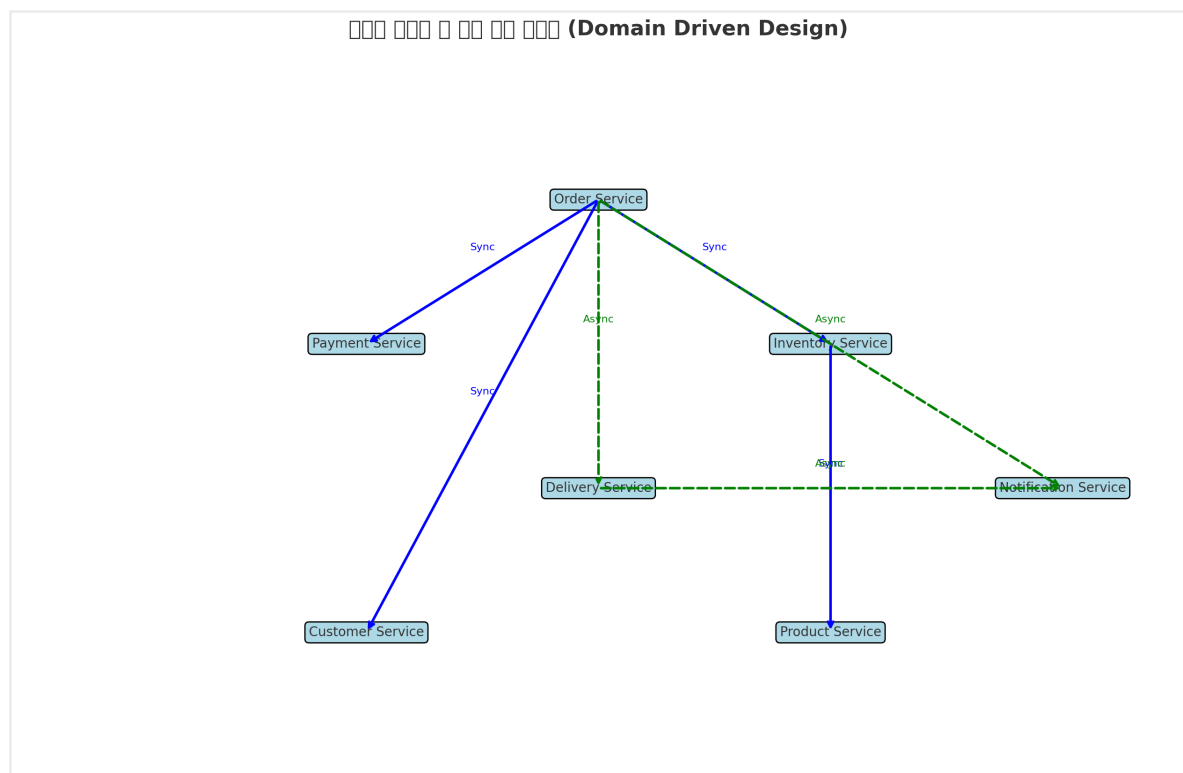 (Domain Driven Design)
Order Service
Sync
Sync
Async
Async
Payment Service
Inventory Service
Sync
Sync
Async
Delivery Service
Notification Service
Customer Service
Product Service